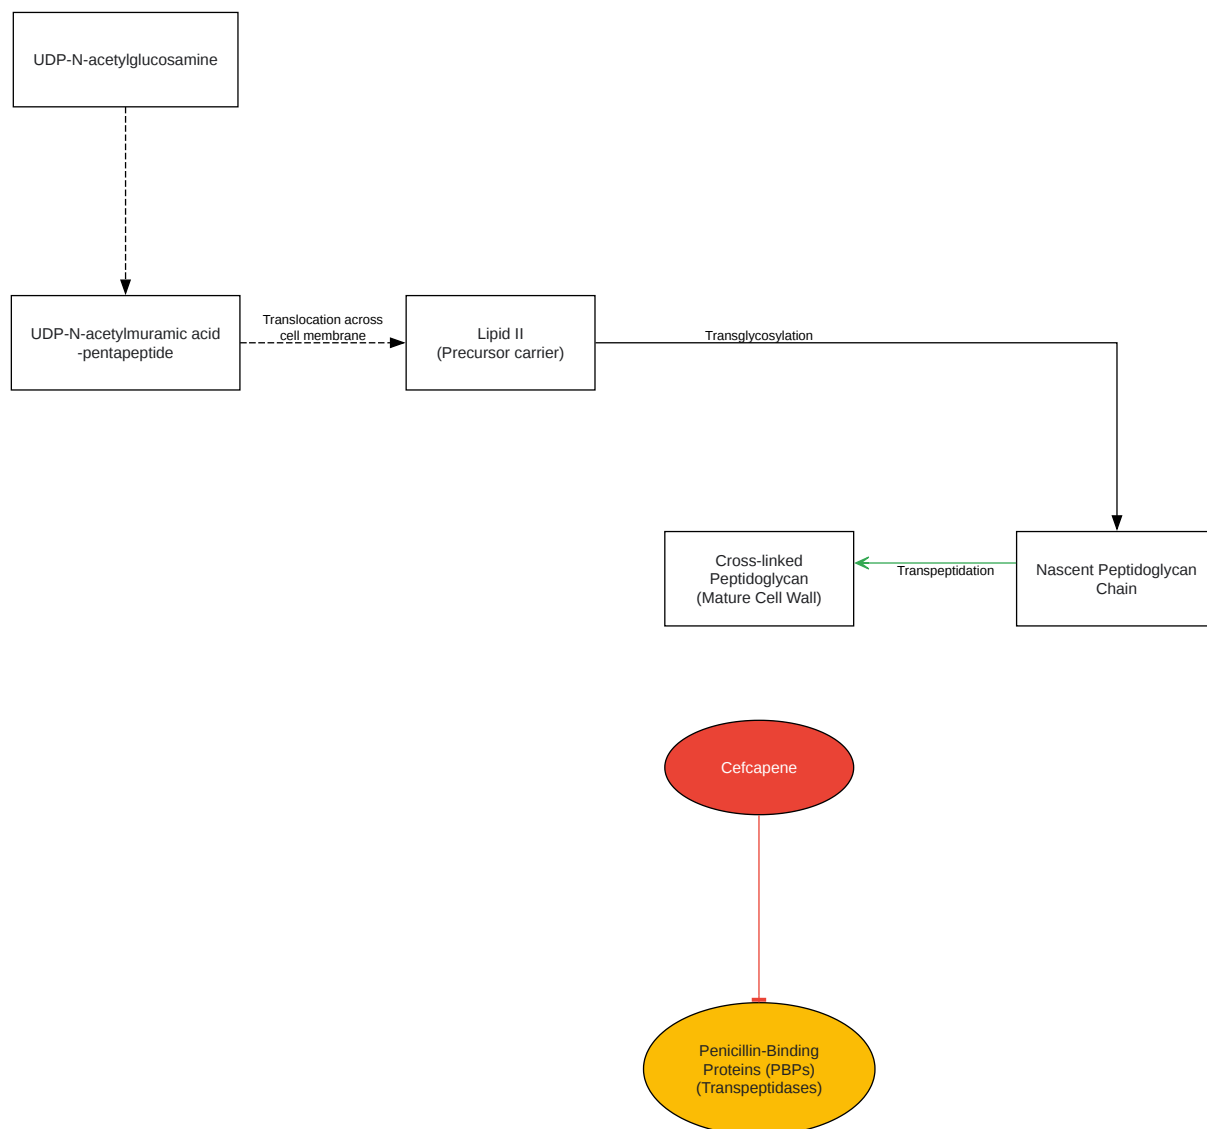 UDP-N-acetylglucosamine
UDP-N-acetylmuramic acid
-pentapeptide
Translocation across
cell membrane
Lipid II
(Precursor carrier)
Transglycosylation
Cross-linked
Peptidoglycan
(Mature Cell Wall)
Transpeptidation
Nascent Peptidoglycan
Chain
Cefcapene
Penicillin-Binding
Proteins (PBPs)
(Transpeptidases)